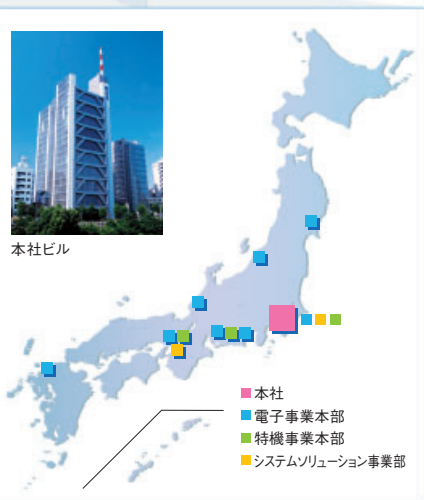 本社ビル
本社
電子事業本部
特機事業本部
システムソリューション事業部